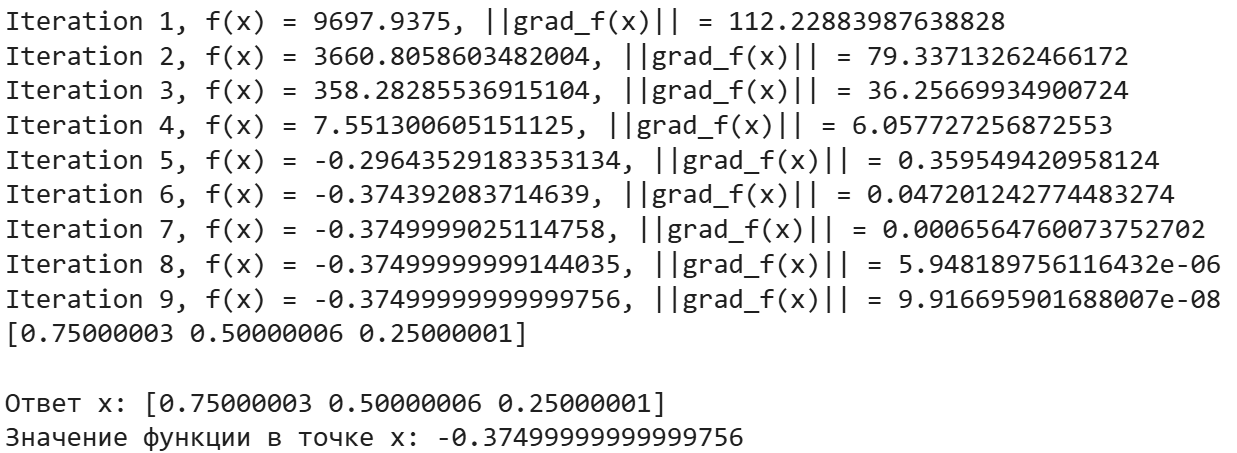 Iteration 1, f(x) = 9697.9375, ||grad_f(x)|| = 112.22883987638828
Iteration 2, f(x) = 3660.8058603482004, ||grad_f(x)|| = 79.33713262466172
Iteration 3, f(x) = 358.28285536915104, ||grad_f(x)|| = 36.25669934900724
Iteration 4, f(x) = 7.551300605151125, ||grad_f(x)|| = 6.057727256872553
Iteration 5, f(x) = -0.29643529183353134, ||grad_f(x)|| = 0.359549420958124
Iteration 6, f(x) = -0.374392083714639, ||grad_f(x)|| = 0.047201242774483274
Iteration 7, f(x) = -0.3749999025114758, ||grad_f(x)|| = 0.0006564760073752702
Iteration 8, f(x) = -0.37499999999144035, ||grad_f(x)|| = 5.948189756116432e-06
Iteration 9, f(x) = -0.37499999999999756, ||grad_f(x)|| = 9.916695901688007e-08
[0.75000003 0.50000006 0.25000001]
Ответ x: [0.75000003 0.50000006 0.25000001]
Значение функции в точке x: -0.37499999999999756